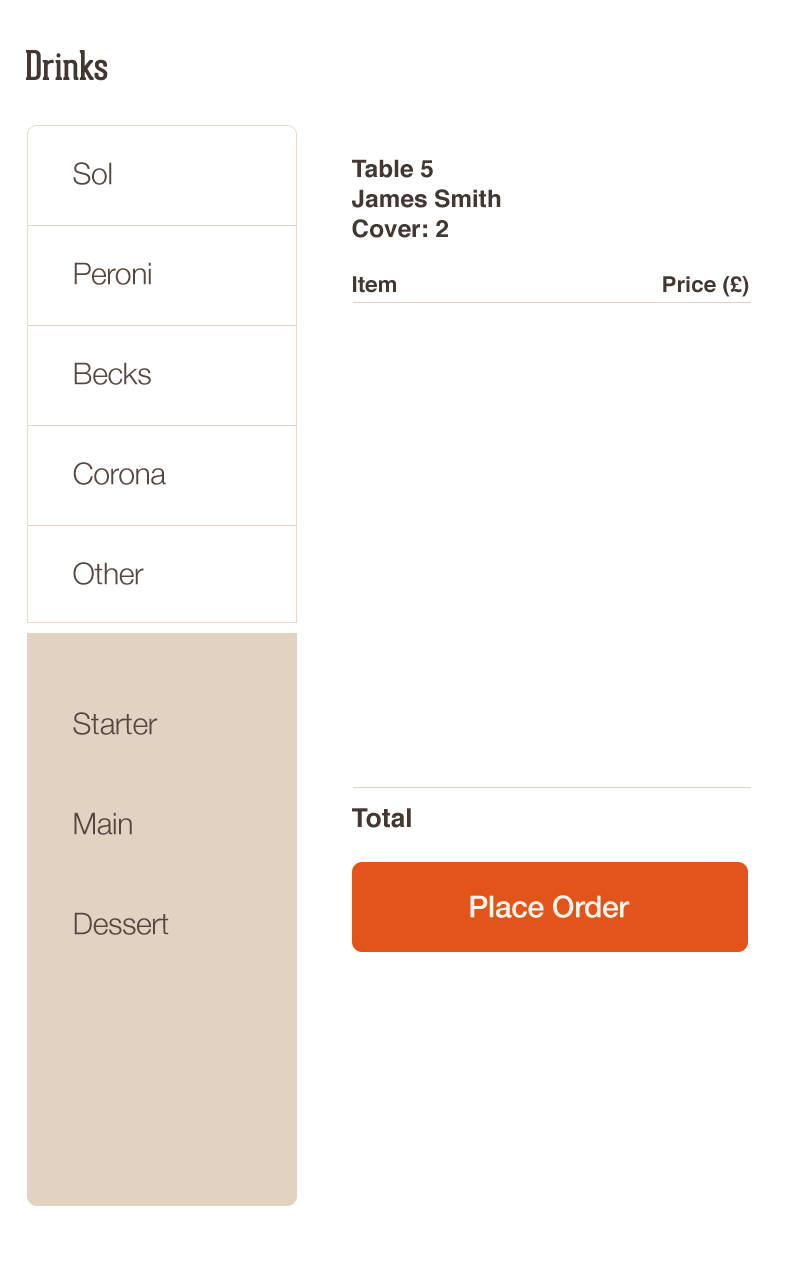 Drinks
Sol
Peroni
Becks
Corona
Other
Starter
Main
Dessert
Table 5
James Smith
Cover: 2
Item Price (£)
Total
Place Order